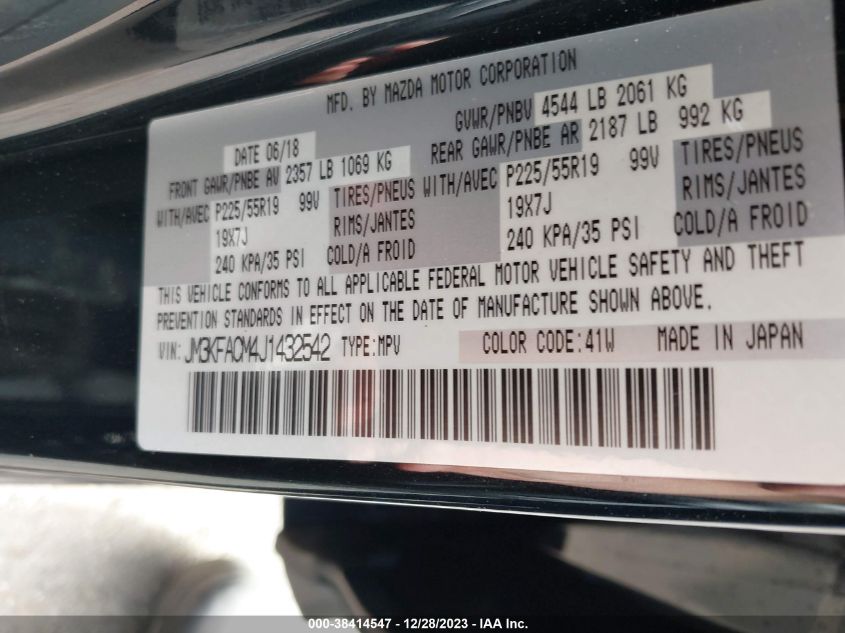 MFD. BY MAZDA MOTOR CORPORATION
DATE 06/18 GVWR/PNBV 4544 LB 2061 KG
FRONT GAWR/PNBE AV 2357 LB 1069 KG REAR GAWR/PNBE AR 2187 LB 992 KG
WITH/AVEC P225/55R19 99V TIRES/PNEUS WITH/AVEC P225/55R19 99V TIRES/PNEUS
19X7J RIMS/JANTES 19X7J RIMS/JANTES
240 KPA/35 PSI COLD/A FROID 240 KPA/35 PSI COLD/A FROID
THIS VEHICLE CONFORMS TO ALL APPLICABLE FEDERAL MOTOR VEHICLE SAFETY AND THEFT
PREVENTION STANDARDS IN EFFECT ON THE DATE OF MANUFACTURE SHOWN ABOVE.
VIN: JM3KFACM4J1432542 TYPE:MPV COLOR CODE:41W MADE IN JAPAN
000-38414547 - 12/28/2023 - IAA Inc.